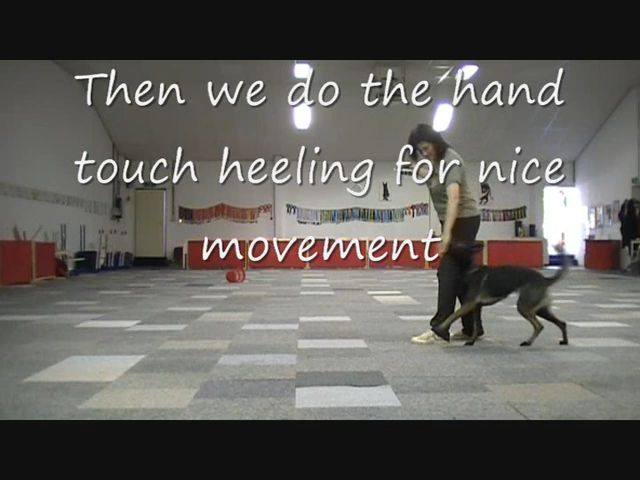 Then we do the hand
touch heeling for nice
movement